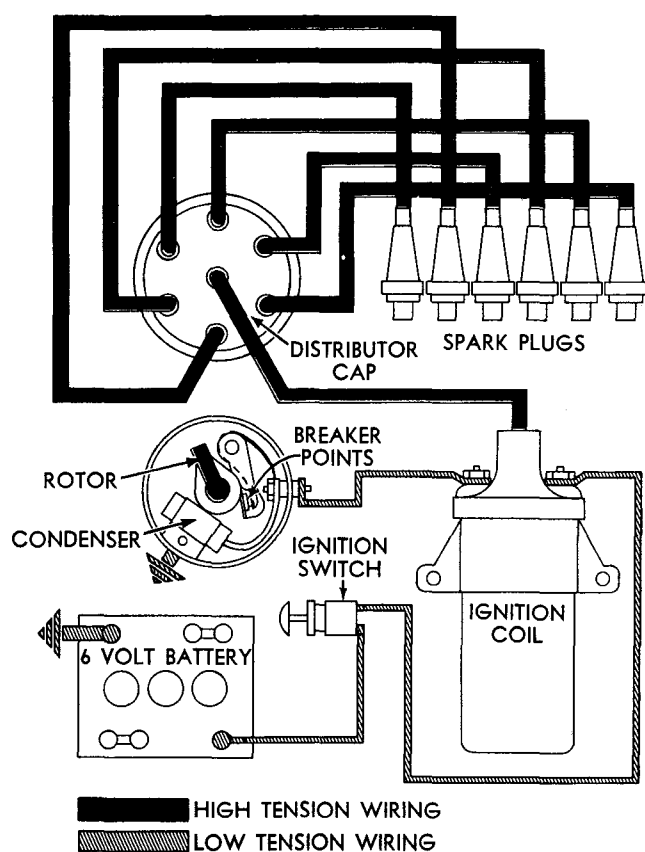 SPARK PLUGS
DISTRIBUTOR
CAP
BREAKER
POINTS
ROTOR
CONDENSER
IGNITION
SWITCH
IGNITION
COIL
6 VOLT BATTERY
HIGH TENSION WIRING
LOW TENSION WIRING